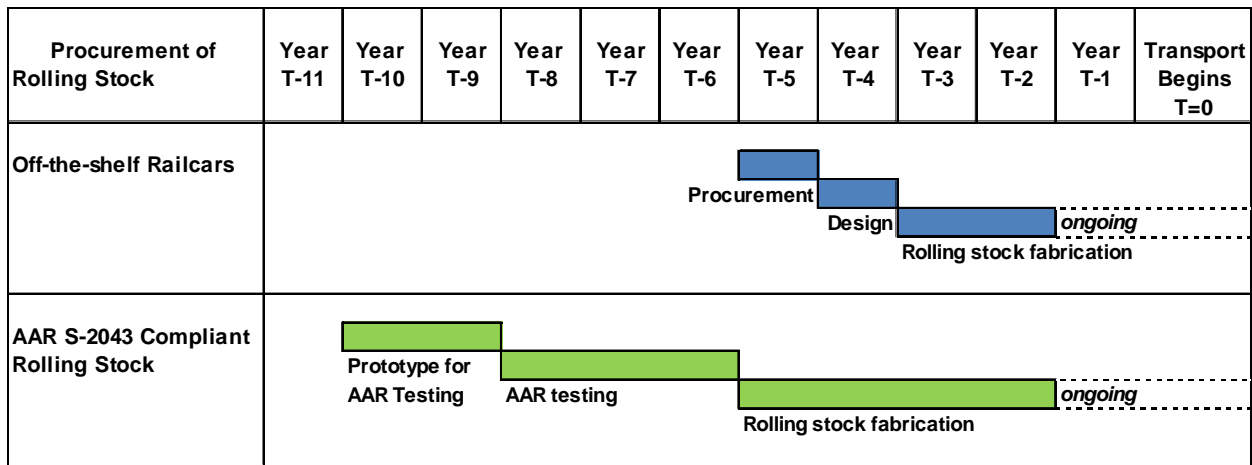 Procurement of
Rolling Stock
Year
T-11
Year
T-10
Year
T-9
Year
T-8
Year
T-7
Year
T-6
Year
T-5
Year
T-4
Year
T-3
Year
T-2
Year
T-1
Transport
Begins
T=0
Off-the-shelf Railcars
Procurement
Design
ongoing
Rolling stock fabrication
AAR S-2043 Compliant
Rolling Stock
Prototype for
AAR Testing
AAR testing
ongoing
Rolling stock fabrication